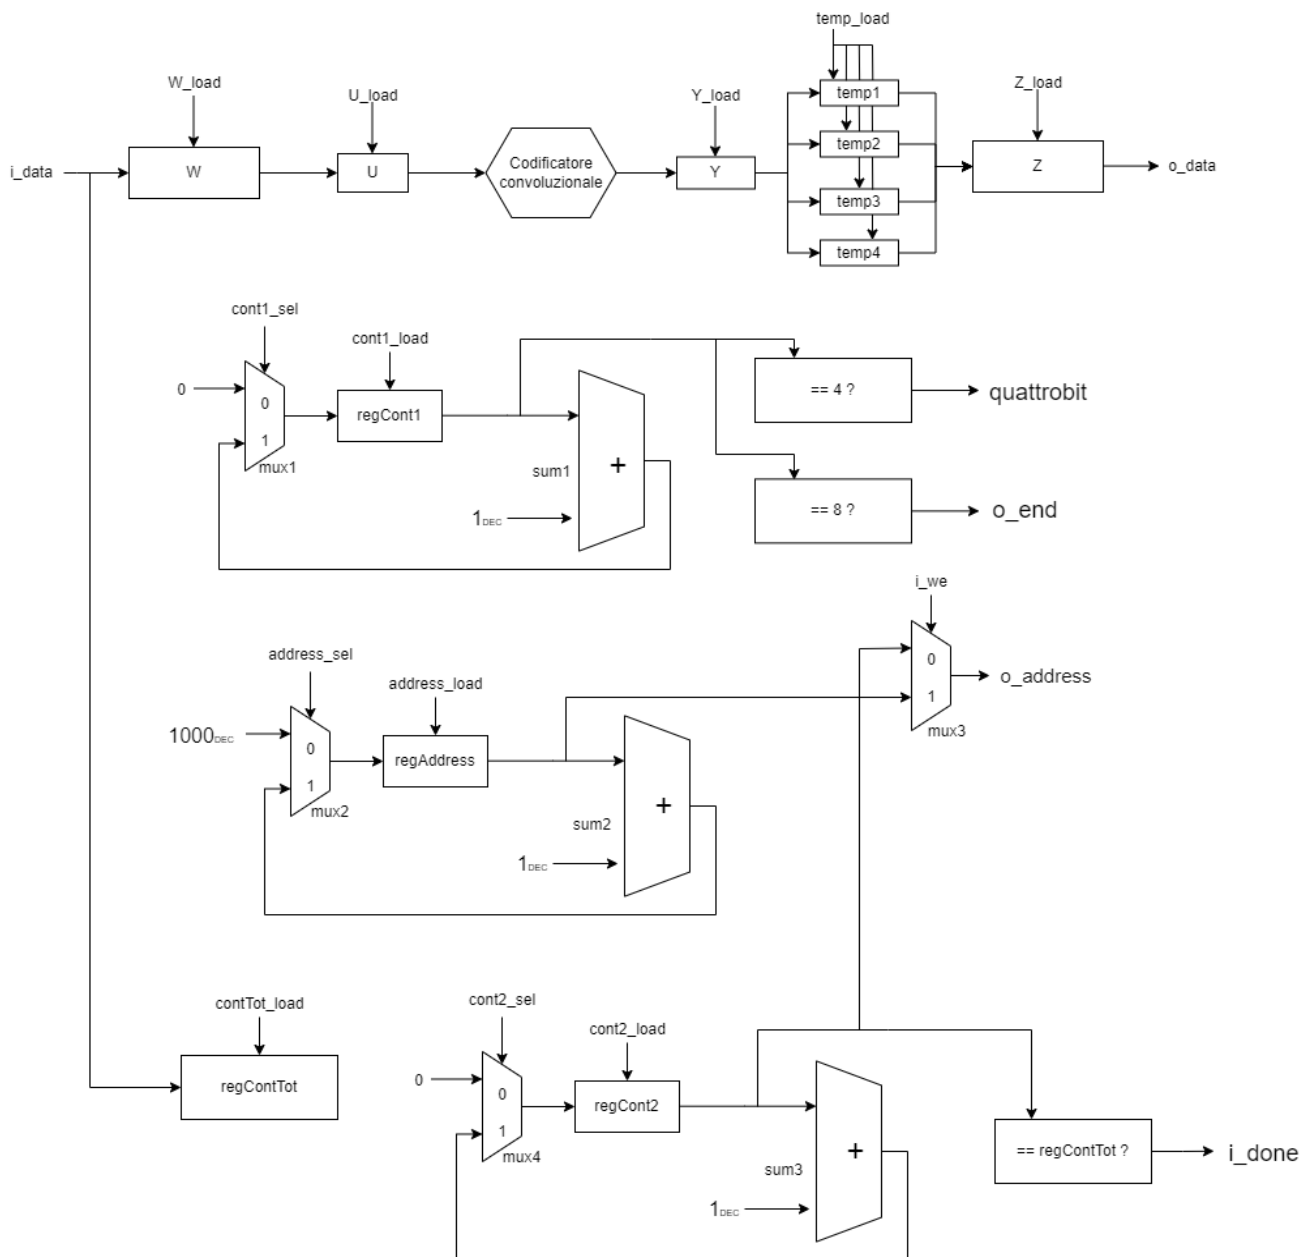 temp_load
W_load
U_load
Y_load
Z_load
temp1
temp2
temp3
temp4
i_data
W
U
Codificatore
convoluzionale
Y
Z
o_data
cont1_sel
cont1_load
0
0
1
mux1
regCont1
sum1
+
1DEC
== 4 ?
quattrobit
== 8 ?
o_end
i_we
0
1
mux3
o_address
address_sel
address_load
1000DEC
0
1
mux2
regAddress
sum2
+
1DEC
contTot_load
regContTot
cont2_sel
cont2_load
0
0
1
mux4
regCont2
sum3
+
1DEC
== regContTot ?
i_done